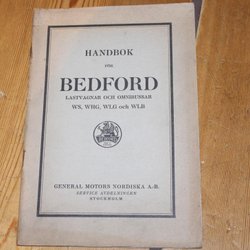 HANDBOK
FÖR
BEDFORD
LASTVAGNAR OCH OMNIBUSSAR
WS, WHG, WLG och WLB
GENERAL MOTORS NORDISKA A-B.
SERVICE AVDELNINGEN
STOCKHOLM